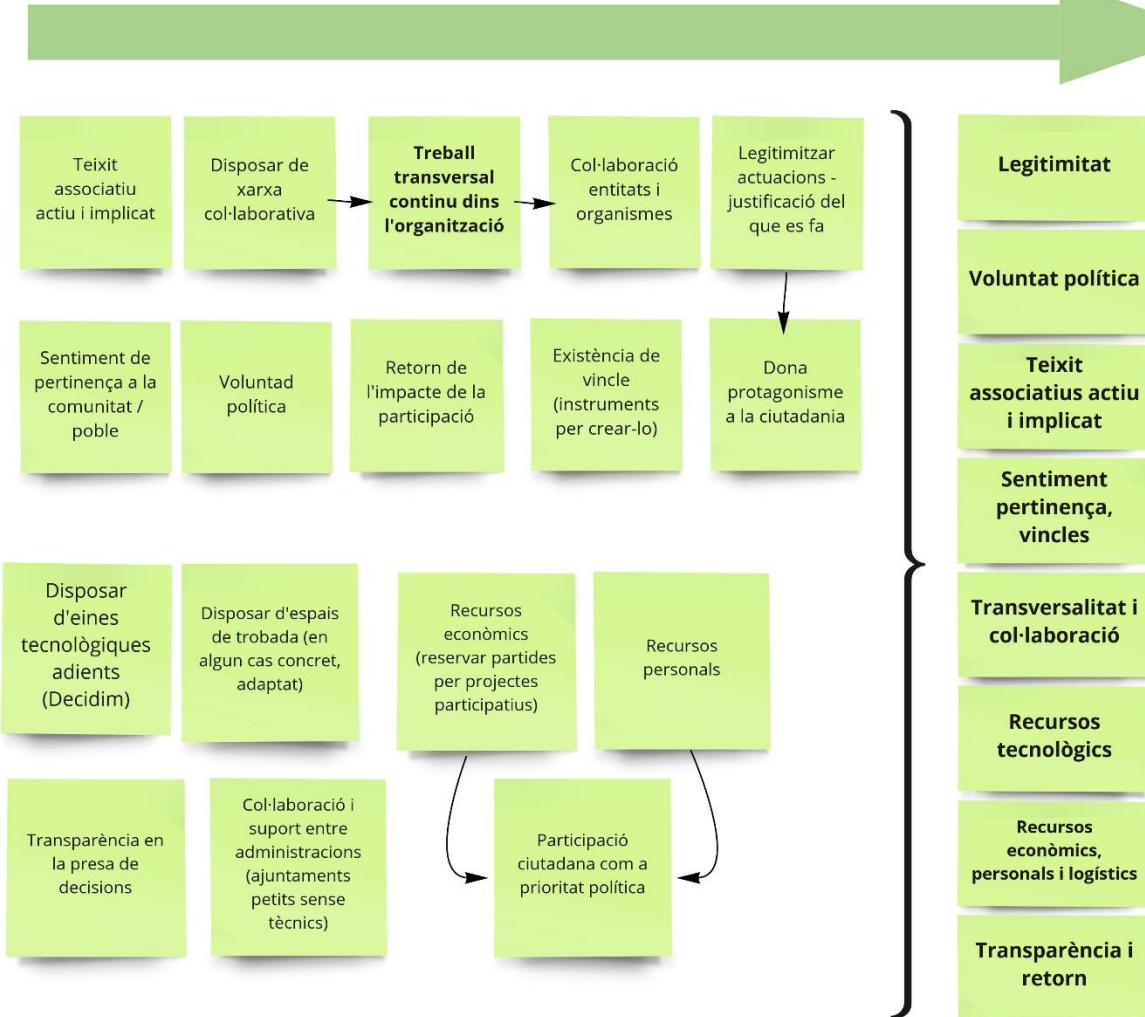 Teixit
associatiu
actiu i implicat
Disposar de
xarxa
col·laborativa
Treball
transversal
continu dins
l'organització
Col·laboració
entitats i
organismes
Legitimitzar
actuacions -
justificació del
que es fa
Sentiment de
pertinença a la
comunitat /
poble
Voluntad
política
Retorn de
l'impacte de la
participació
Existència de
vincle
(instruments
per crear-lo)
Dona
protagonisme
a la ciutadania
Disposar
d'eines
tecnològiques
adients
(Decidim)
Disposar d'espais
de trobada (en
algun cas concret,
adaptat)
Recursos
econòmics
(reservar partides
per projectes
participatius)
Recursos
personals
Transparència en
la presa de
decisions
Col·laboració i
suport entre
administracions
(ajuntaments
petits sense
tècnics)
Participació
ciutadana com a
prioritat política
Legitimitat
Voluntat política
Teixit
associatius actiu
i implicat
Sentiment
pertinença,
vincles
Transversalitat i
col·laboració
Recursos
tecnològics
Recursos
econòmics,
personals i logístics
Transparència i
retorn